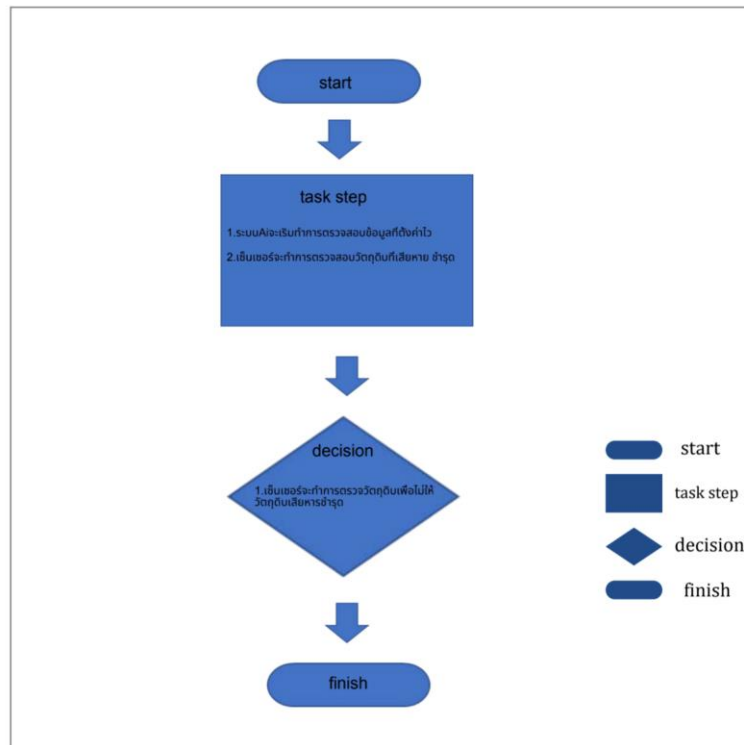 start
task step
1.ระบบAiจะเริ่มทำการตรวจสอบข้อมูลที่ตั้งค่าไว
2.เซ็นเซอร์จะทำการตรวจสอบวัตถุดิบที่เสียหาย ชำรุด
decision
1.เซ็นเซอร์จะทำการตรวจวัตถุดิบเพื่อไม่ให้
วัตถุดิบเสียหารชำรุด
finish
start
task step
decision
finish